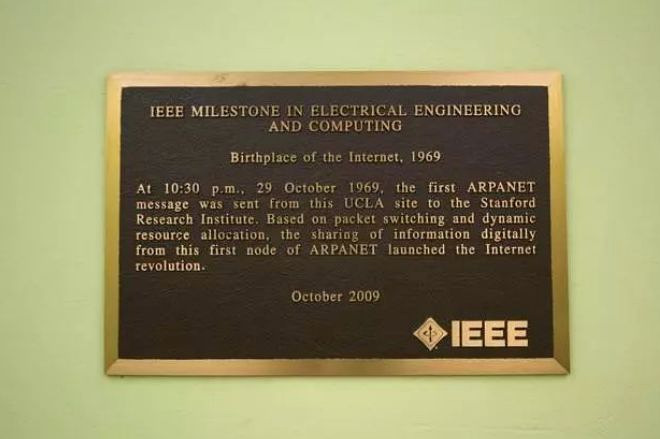 IEEE MILESTONE IN ELECTRICAL ENGINEERING
AND COMPUTING
Birthplace of the Internet, 1969
At 10:30 p.m., 29 October 1969, the first ARPANET
message was sent from this UCLA site to the Stanford
Research Institute. Based on packet switching and dynamic
resource allocation, the sharing of information digitally
from this first node of ARPANET launched the Internet
revolution.
October 2009
IEEE